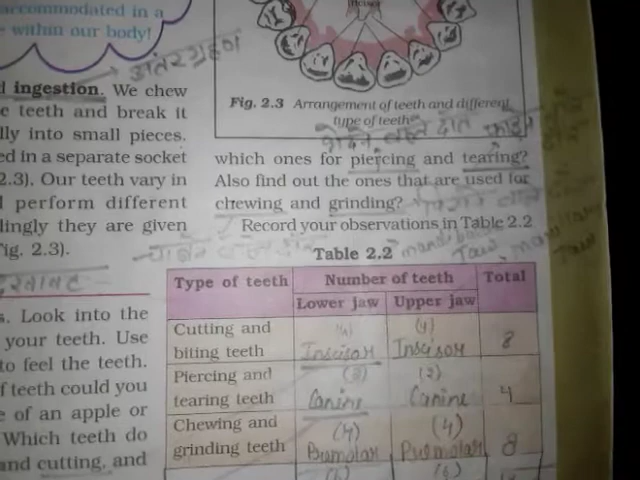 accommodated in a
within our body!
अंतरग्रहण
ingestion. We chew
e teeth and break it
lly into small pieces.
ed in a separate socket
2.3). Our teeth vary in
perform different
dingly they are given
ig. 2.3).
s. Look into the
your teeth. Use
to feel the teeth.
f teeth could you
e of an apple or
Which teeth do
and cutting, and
Fig. 2.3 Arrangement of teeth and different
type of teeth
which ones for piercing and tearing?
Also find out the ones that are used for
chewing and grinding?
Record your observations in Table 2.2
Table 2.2
Type of teeth Number of teeth Total
Lower jaw Upper jaw
Cutting and (4) (4)
biting teeth Inscisor Inscisor 8
Piercing and (2) (2)
tearing teeth Canine Canine 4
Chewing and (4) (4)
grinding teeth 8
(6) (6)